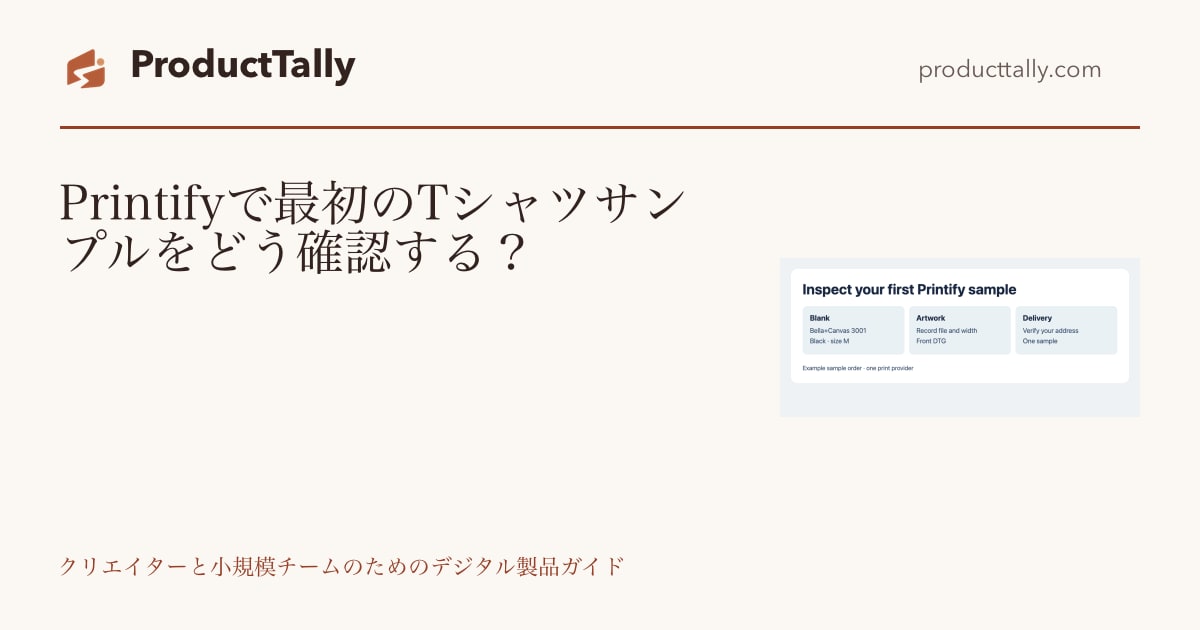 ProductTally
producttally.com
Printifyで最初のTシャツサン
プルをどう確認する？
Inspect your first Printify sample
Blank
Bella+Canvas 3001
Black · size M
Artwork
Record file and width
Front DTG
Delivery
Verify your address
One sample
Example sample order · one print provider
クリエイターと小規模チームのためのデジタル製品ガイド